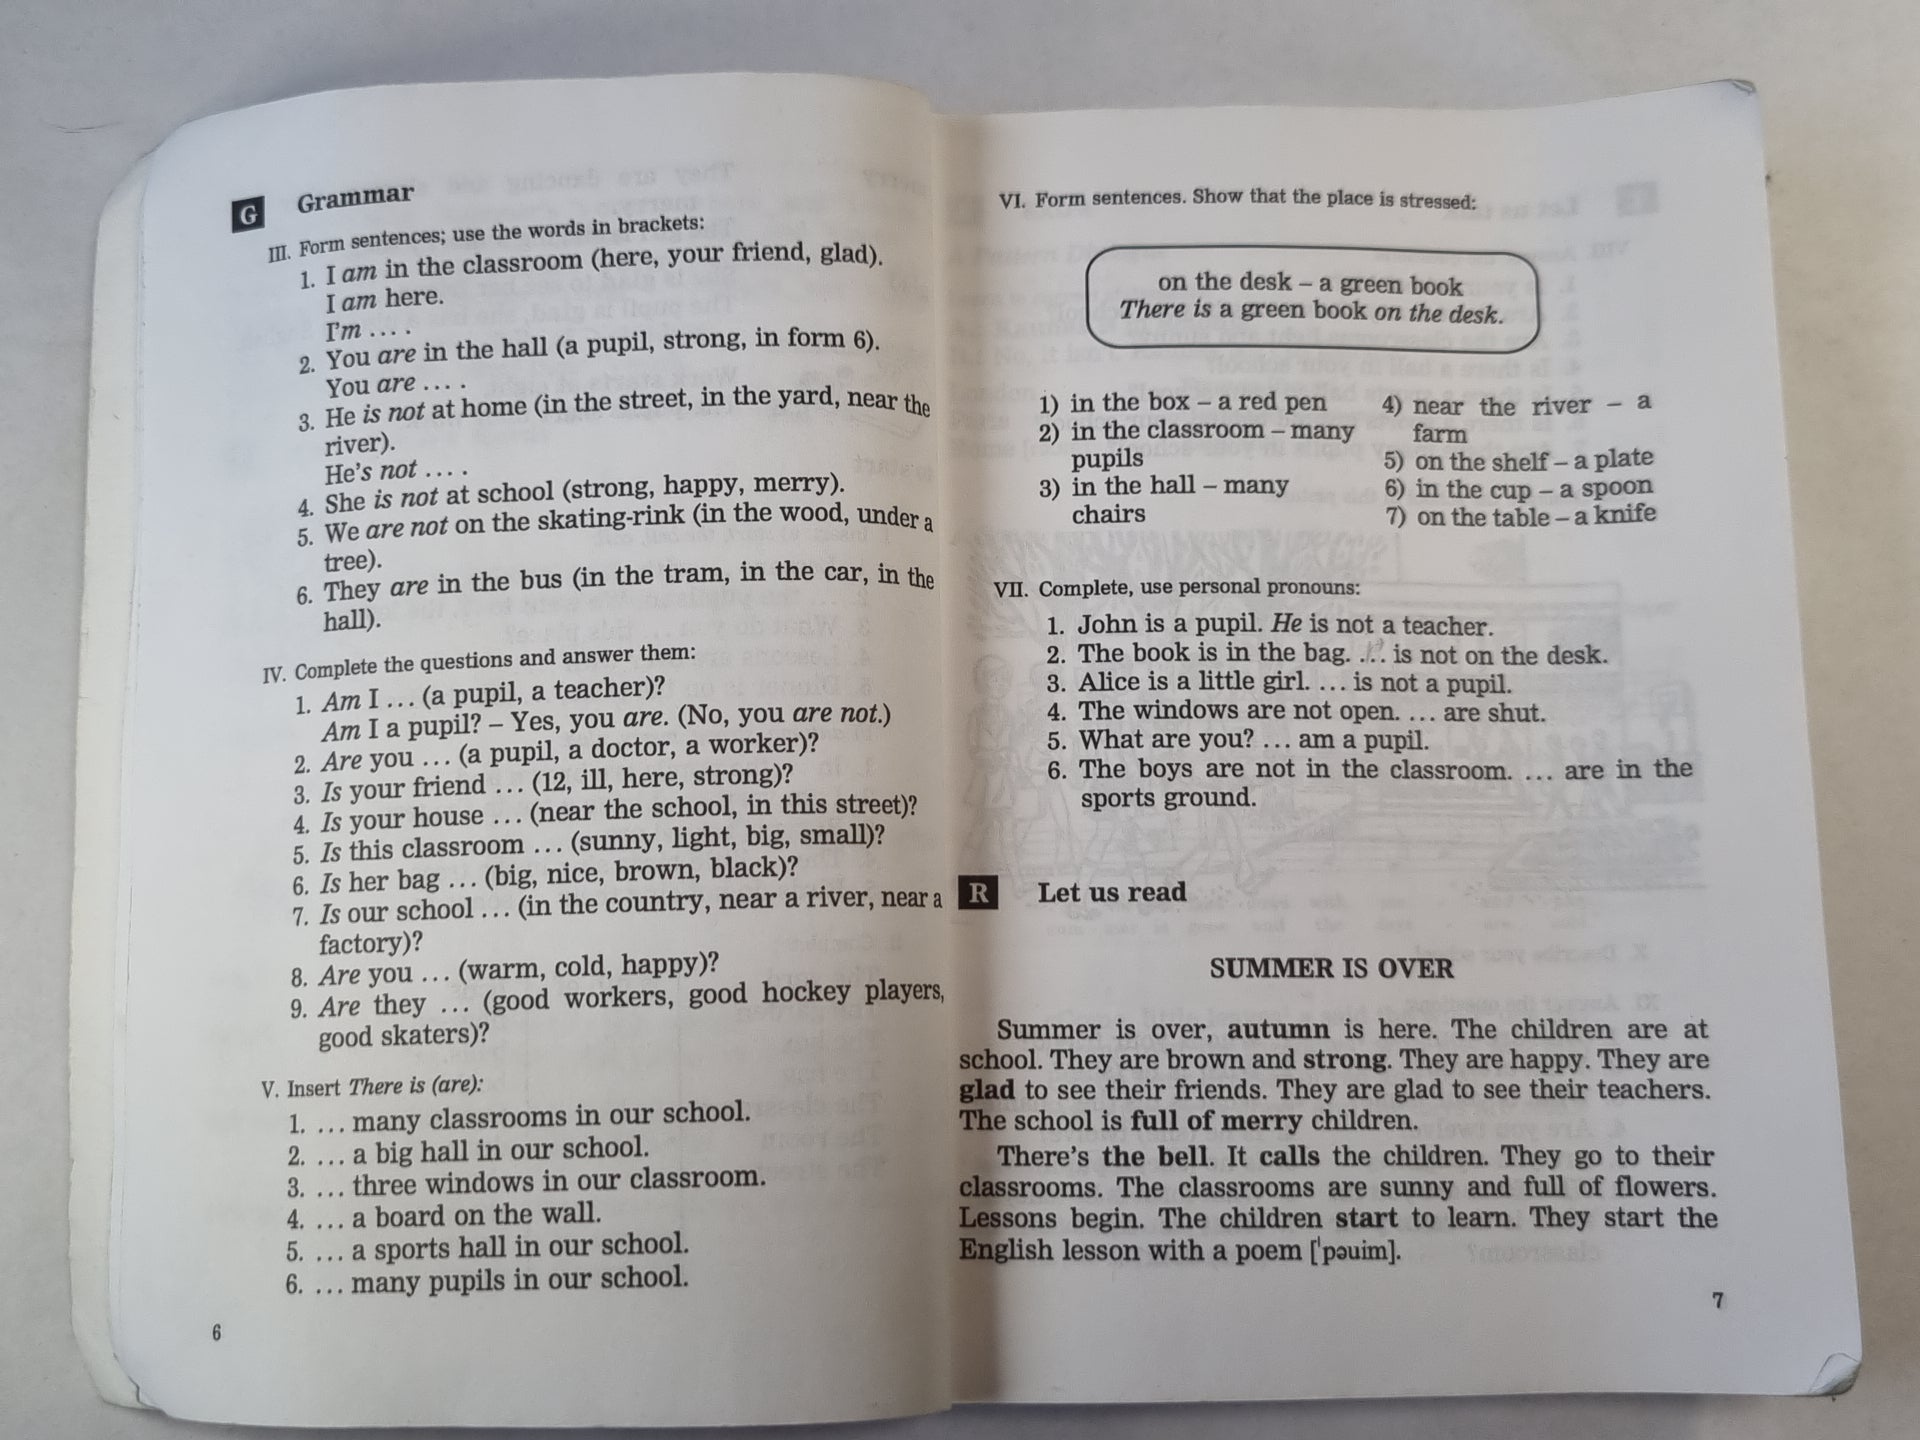 G Grammar
III. Form sentences; use the words in brackets:
1. I am in the classroom (here, your friend, glad).
I am here.
I'm ....
2. You are in the hall (a pupil, strong, in form 6).
You are ....
3. He is not at home (in the street, in the yard, near the
river).
He's not ....
4. She is not at school (strong, happy, merry).
5. We are not on the skating-rink (in the wood, under a
tree).
6. They are in the bus (in the tram, in the car, in the
hall).
IV. Complete the questions and answer them:
1. Am I ... (a pupil, a teacher)?
Am I a pupil? – Yes, you are. (No, you are not.)
2. Are you ... (a pupil, a doctor, a worker)?
3. Is your friend ... (12, ill, here, strong)?
4. Is your house ... (near the school, in this street)?
5. Is this classroom ... (sunny, light, big, small)?
6. Is her bag ... (big, nice, brown, black)?
7. Is our school ... (in the country, near a river, near a
factory)?
8. Are you ... (warm, cold, happy)?
9. Are they ... (good workers, good hockey players,
good skaters)?
V. Insert There is (are):
1. ... many classrooms in our school.
2. ... a big hall in our school.
3. ... three windows in our classroom.
4. ... a board on the wall.
5. ... a sports hall in our school.
6. ... many pupils in our school.
6
VI. Form sentences. Show that the place is stressed:
on the desk – a green book
There is a green book on the desk.
1) in the box – a red pen
2) in the classroom – many
pupils
3) in the hall – many
chairs
4) near the river – a
farm
5) on the shelf – a plate
6) in the cup – a spoon
7) on the table – a knife
VII. Complete, use personal pronouns:
1. John is a pupil. He is not a teacher.
2. The book is in the bag. ... is not on the desk.
3. Alice is a little girl. ... is not a pupil.
4. The windows are not open. ... are shut.
5. What are you? ... am a pupil.
6. The boys are not in the classroom. ... are in the
sports ground.
R Let us read
SUMMER IS OVER
Summer is over, autumn is here. The children are at
school. They are brown and strong. They are happy. They are
glad to see their friends. They are glad to see their teachers.
The school is full of merry children.
There's the bell. It calls the children. They go to their
classrooms. The classrooms are sunny and full of flowers.
Lessons begin. The children start to learn. They start the
English lesson with a poem [ˈpəuim].
7